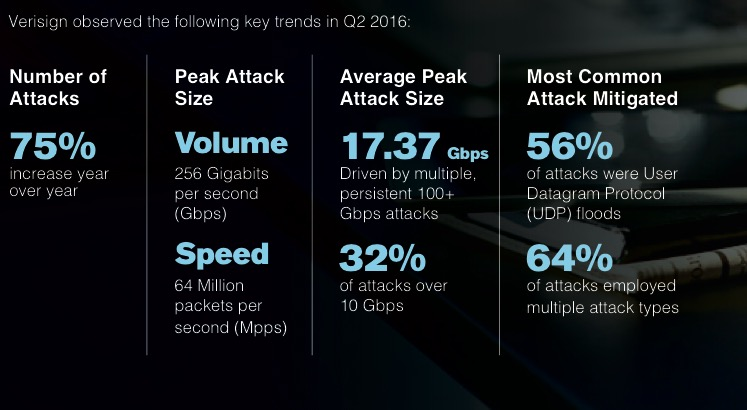 Verisign observed the following key trends in Q2 2016:
Number of
Attacks
75%
increase year
over year
Peak Attack
Size
Volume
256 Gigabits
per second
(Gbps)
Speed
64 Million
packets per
second (Mpps)
Average Peak
Attack Size
17.37 Gbps
Driven by multiple,
persistent 100+
Gbps attacks
32%
of attacks over
10 Gbps
Most Common
Attack Mitigated
56%
of attacks were User
Datagram Protocol
(UDP) floods
64%
of attacks employed
multiple attack types